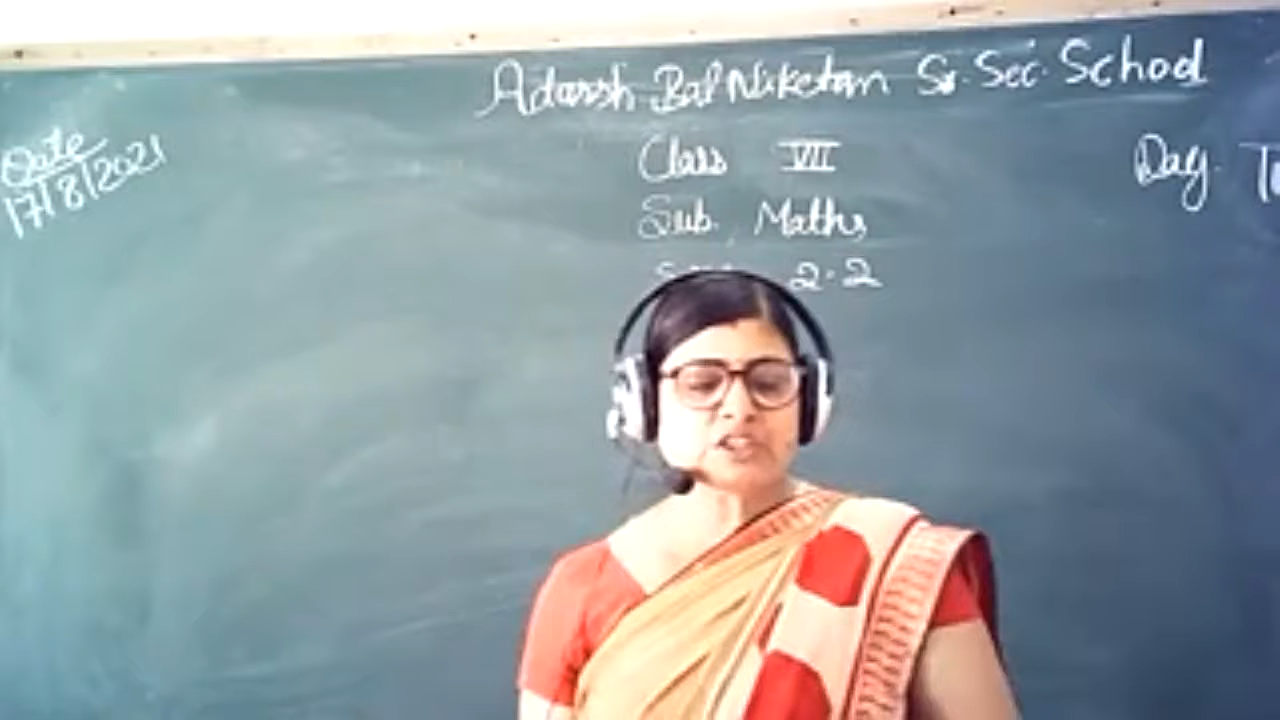 Adarsh Bal Niketan Sr. Sec. School
Date
17/8/2021
Class VII
Day.
Sub. Maths
2.2